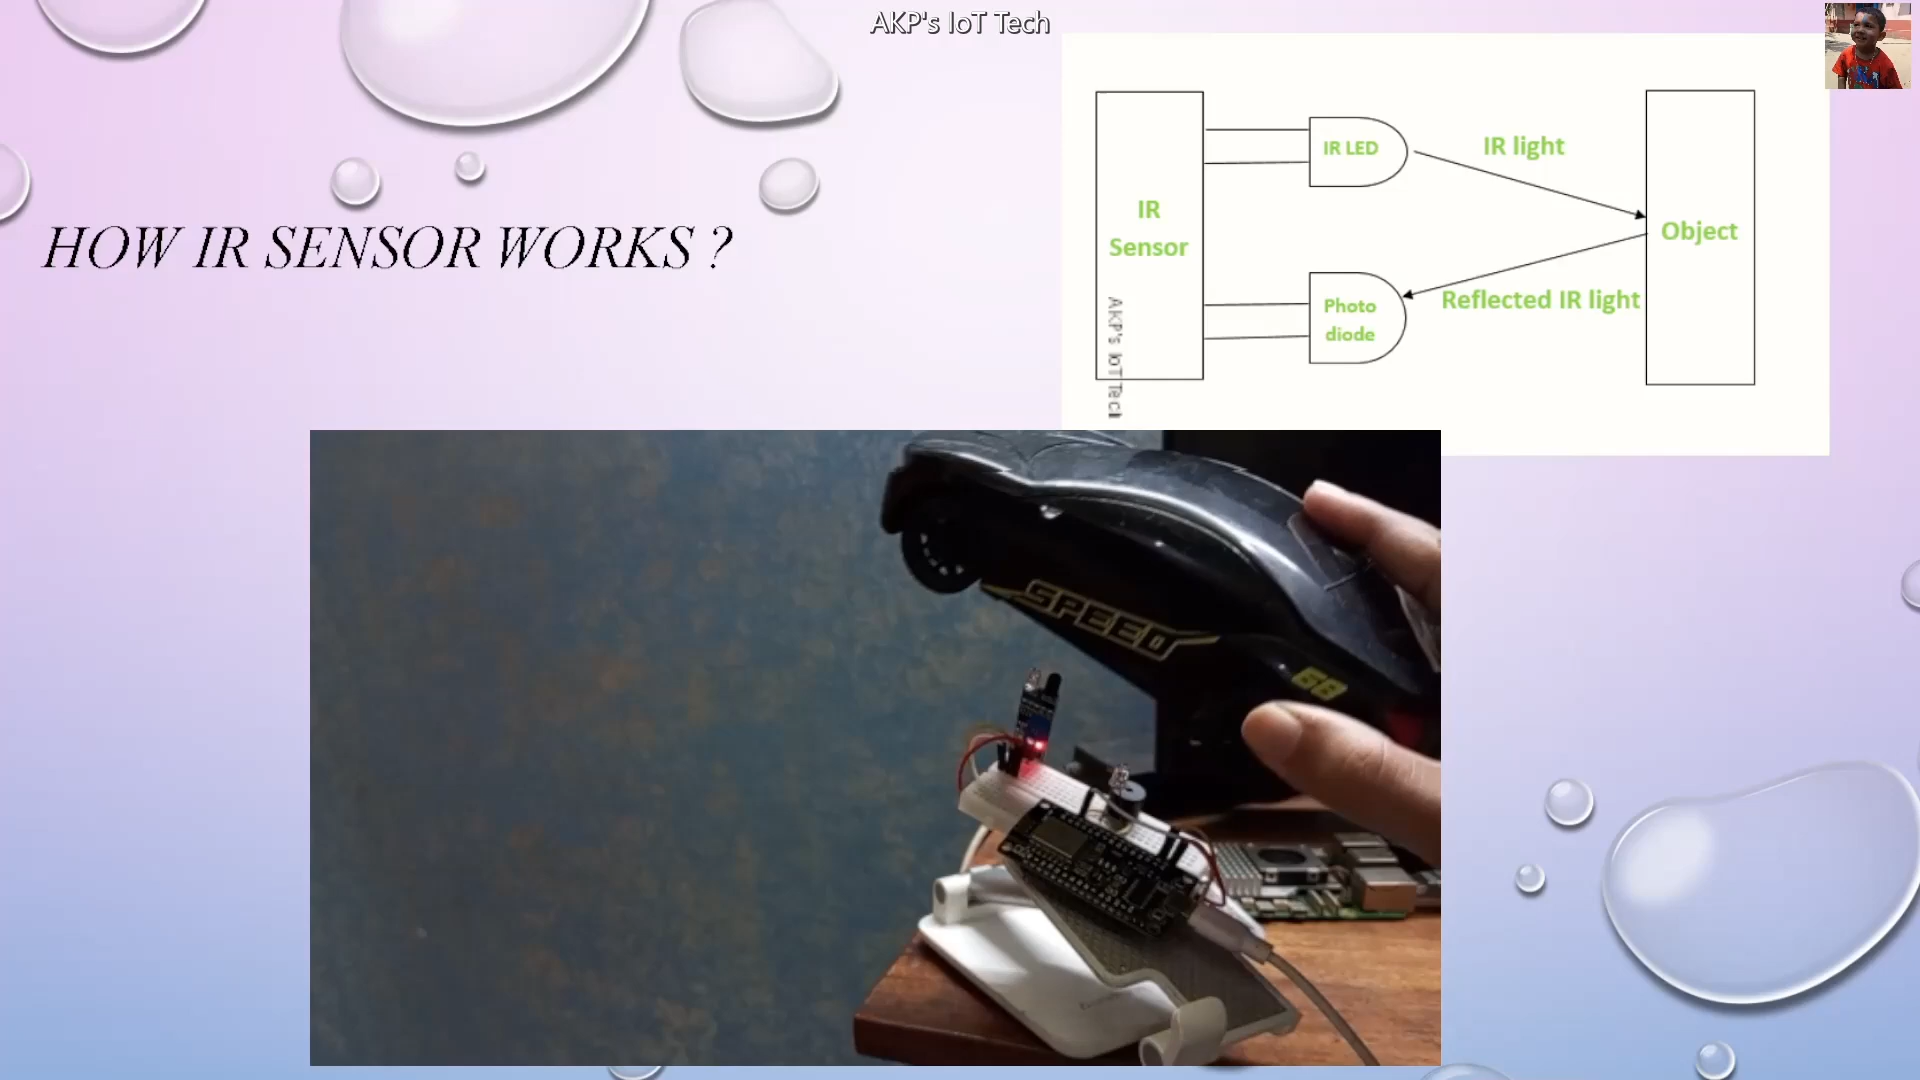 AKP's IoT Tech
HOW IR SENSOR WORKS ?
IR LED
IR light
IR
Sensor
Object
Photo
diode
Reflected IR light
AKP's IoT Tech
SPEED
68